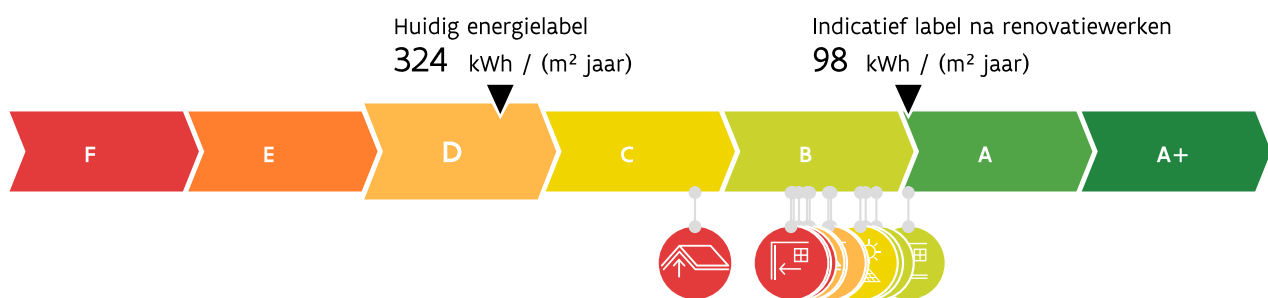 Huidig energielabel
324 kWh / (m² jaar)
Indicatief label na renovatiewerken
98 kWh / (m² jaar)
F E D C B A A+